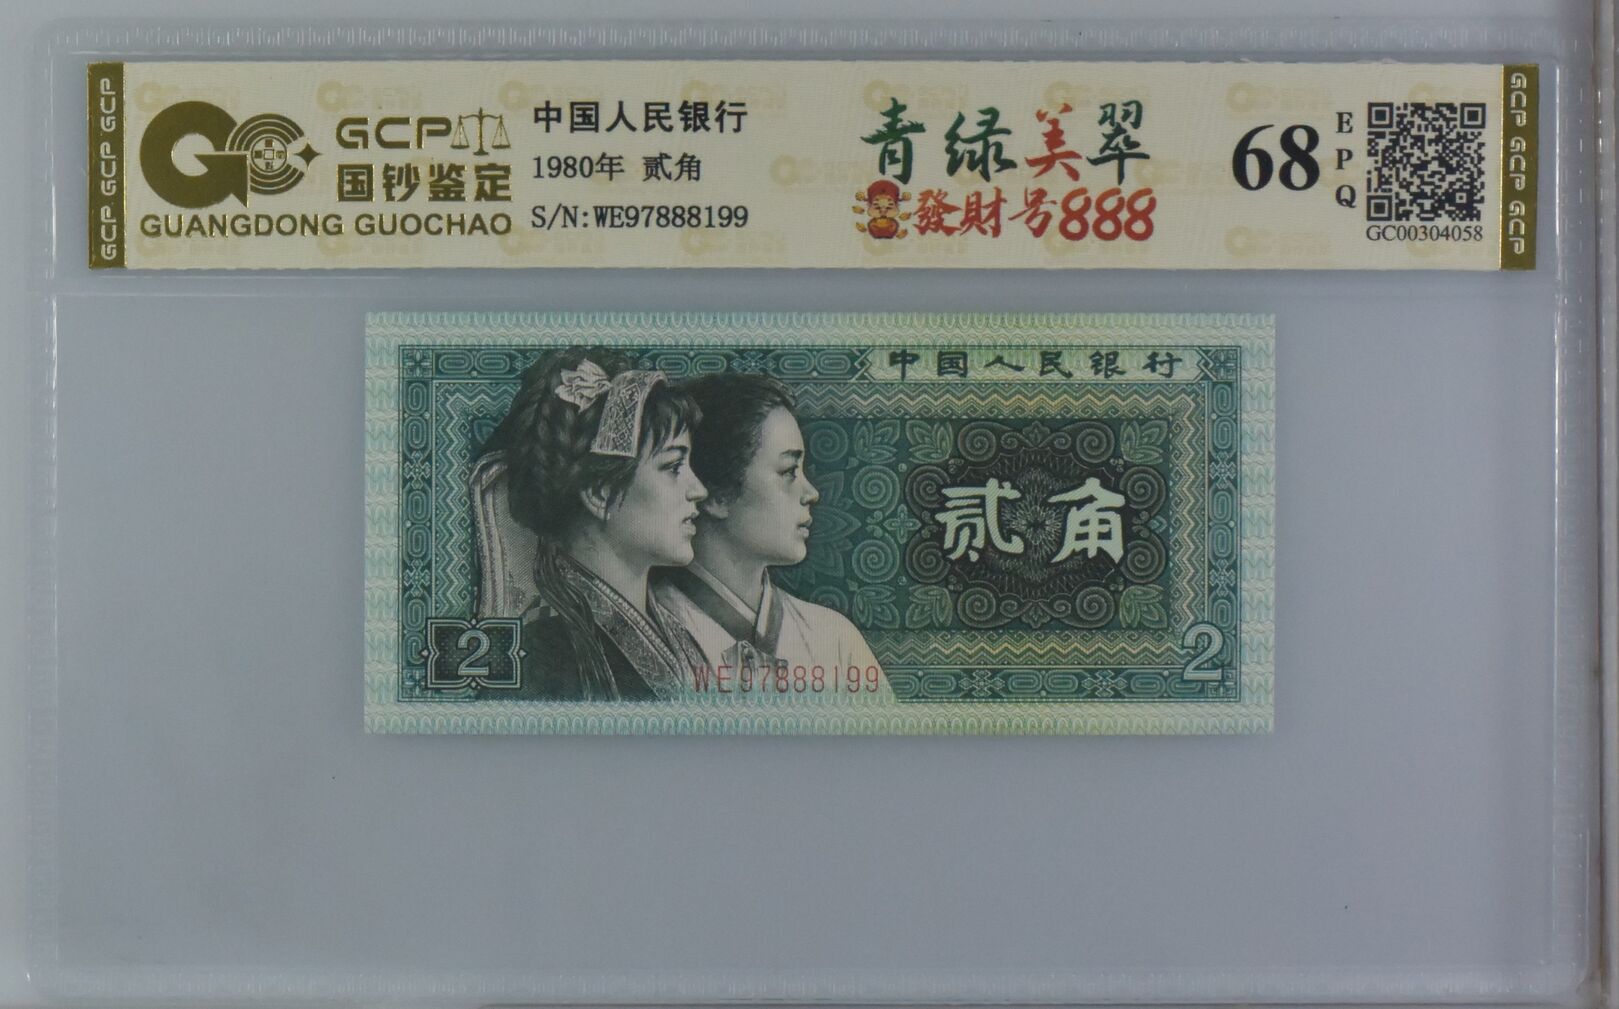 GCP GCP GCP
GCP
国钞鉴定
GUANGDONG GUOCHAO
中国人民银行
1980年 贰角
S/N:WE97888199
青绿美翠
發財号888
68
EPQ
GC00304058
GCP GCP GCP
中国人民银行
贰角
2
WE97888199
2